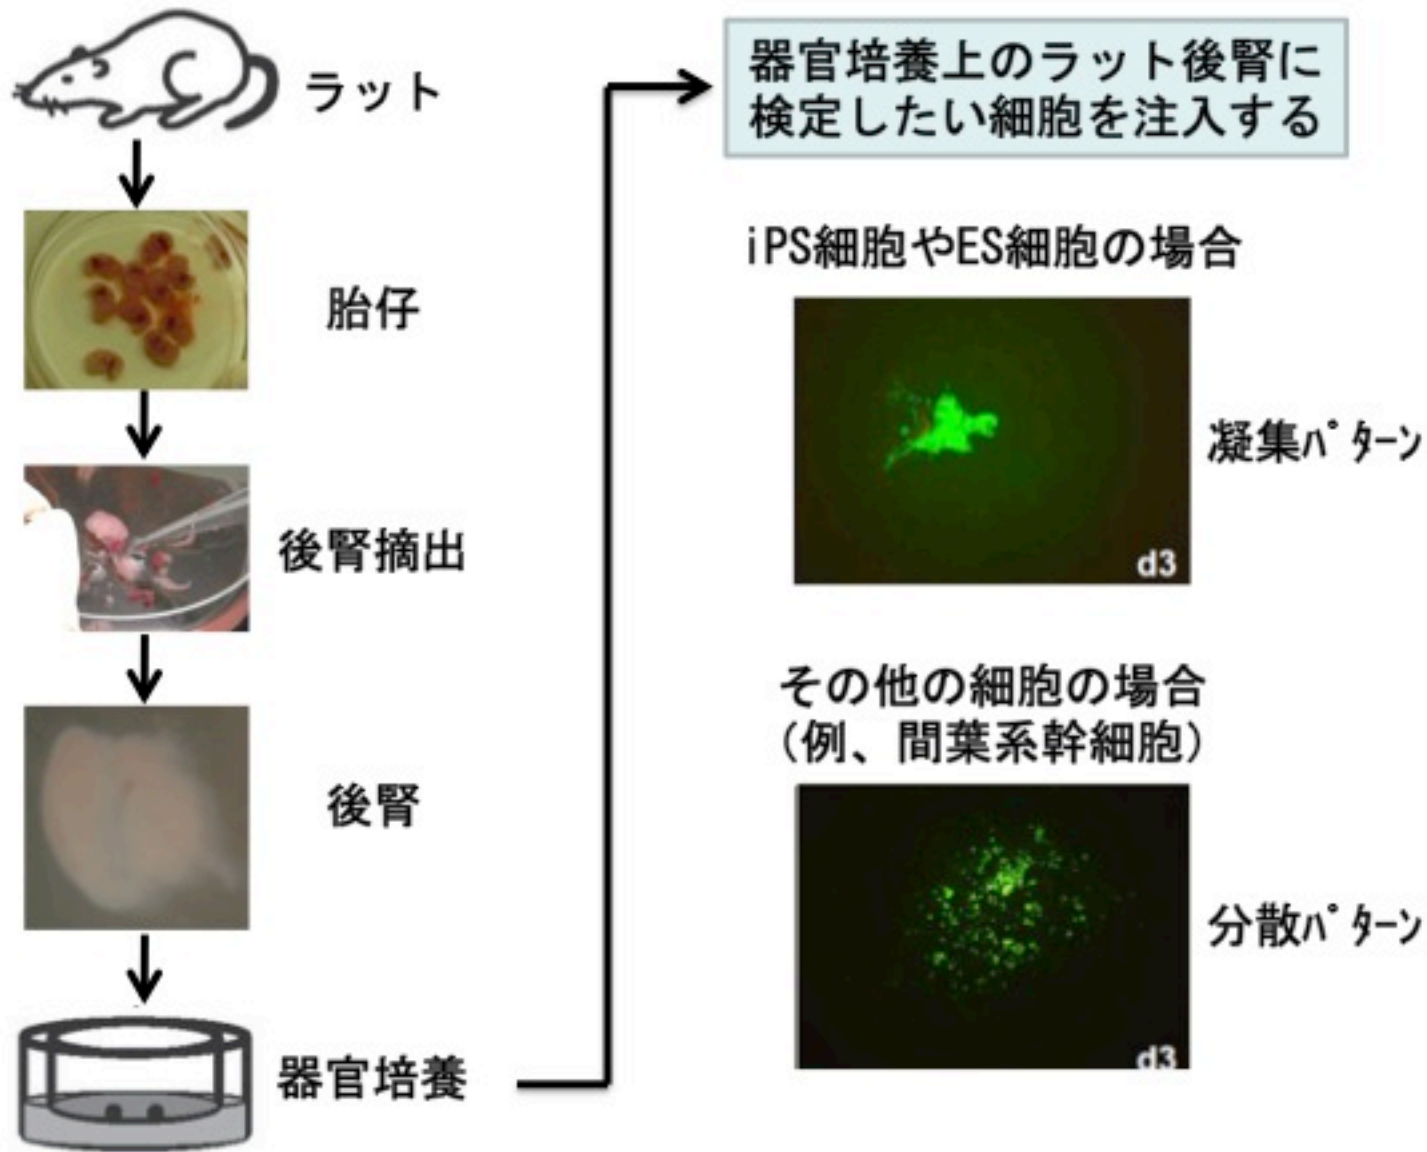 ラット
胎仔
後腎摘出
後腎
器官培養
器官培養上のラット後腎に
検定したい細胞を注入する
iPS細胞やES細胞の場合
凝集ﾊﾟﾀｰﾝ
d3
その他の細胞の場合
(例、間葉系幹細胞)
分散ﾊﾟﾀｰﾝ
d3